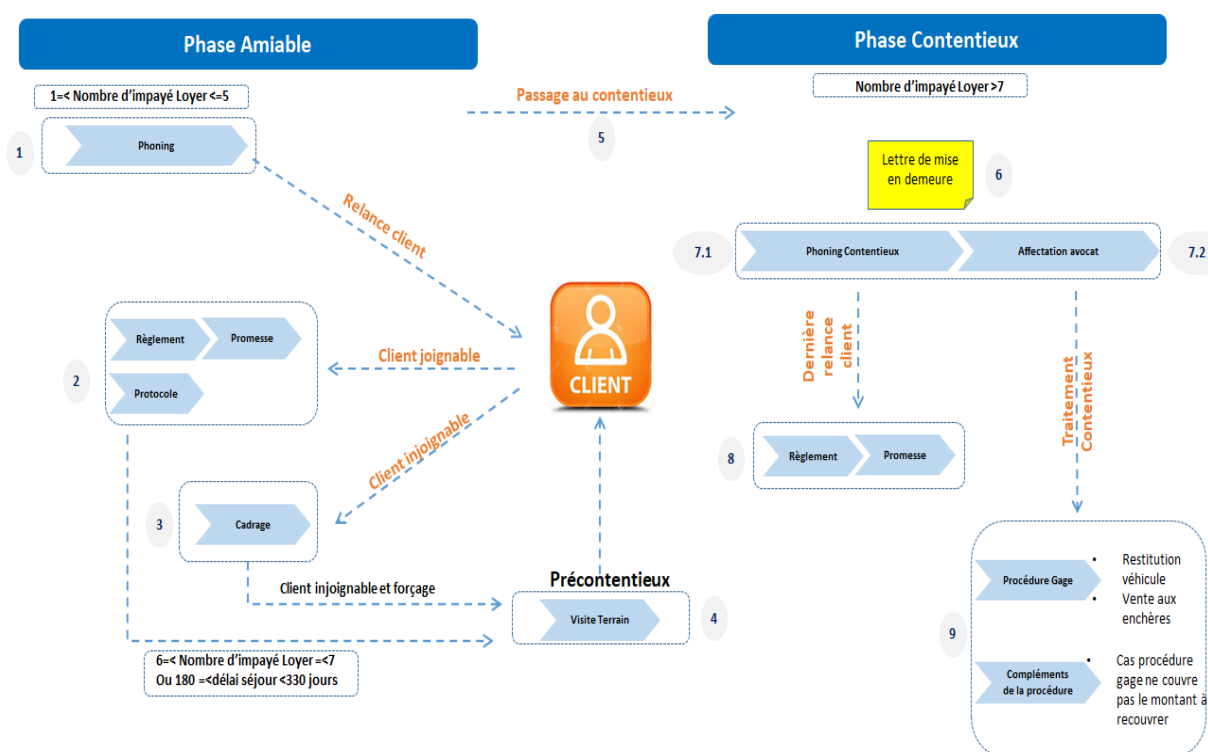 Phase Amiable
Phase Contentieux
1=< Nombre d'impayé Loyer <=5
Passage au contentieux
Nombre d'impayé Loyer >7
1
Phoning
5
Lettre de mise
en demeure
6
Relance client
7.1
Phoning Contentieux
Affectation avocat
7.2
Règlement
Promesse
2
Protocole
Client joignable
CLIENT
Dernière
relance
client
Traitement
Contentieux
Client injoignable
8
Règlement
Promesse
3
Cadrage
Client injoignable et forçage
Précontentieux
Visite Terrain
4
6=< Nombre d'impayé Loyer =<7
Ou 180 =<délai séjour <330 jours
9
Procédure Gage
• Restitution
véhicule
• Vente aux
enchères
Compléments
de la procédure
• Cas procédure
gage ne couvre
pas le montant à
recouvrer